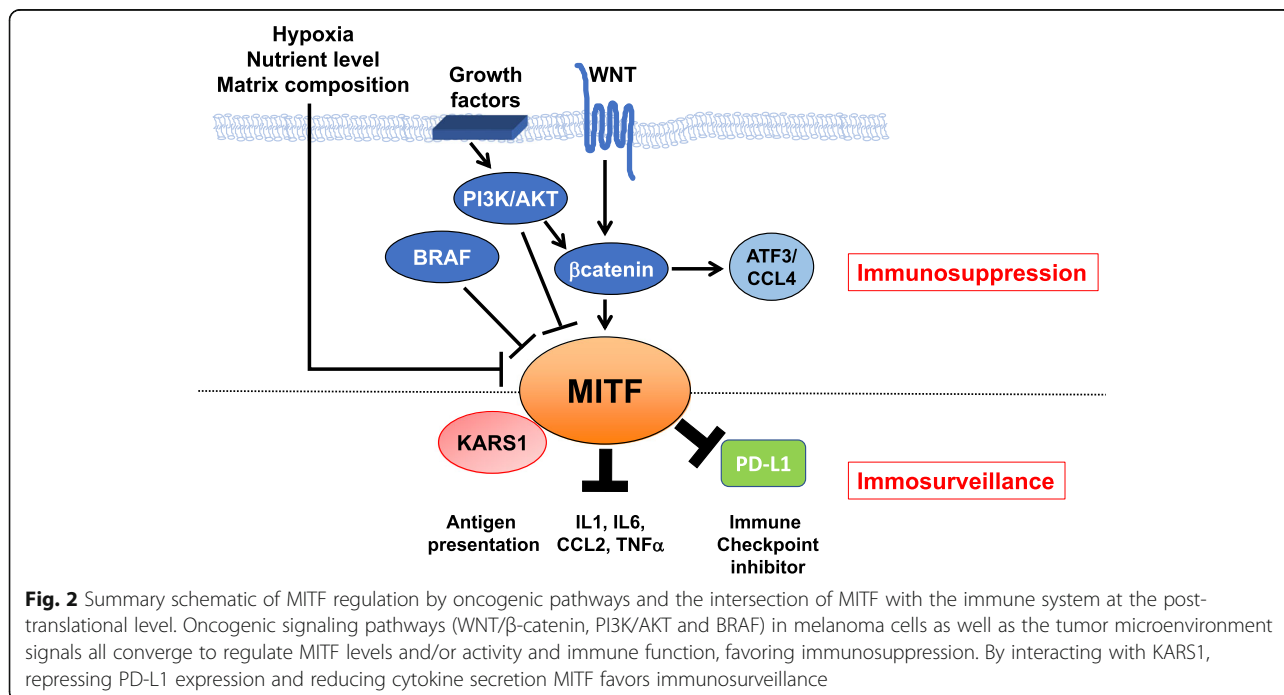 Hypoxia
Nutrient level
Matrix composition
Growth
factors
WNT
PI3K/AKT
BRAF
βcatenin
ATF3/
CCL4
Immunosuppression
MITF
KARS1
PD-L1
Immosurveillance
Antigen
presentation
IL1, IL6,
CCL2, TNFα
Immune
Checkpoint
inhibitor
Fig. 2 Summary schematic of MITF regulation by oncogenic pathways and the intersection of MITF with the immune system at the post-
translational level. Oncogenic signaling pathways (WNT/β-catenin, PI3K/AKT and BRAF) in melanoma cells as well as the tumor microenvironment
signals all converge to regulate MITF levels and/or activity and immune function, favoring immunosuppression. By interacting with KARS1,
repressing PD-L1 expression and reducing cytokine secretion MITF favors immunosurveillance